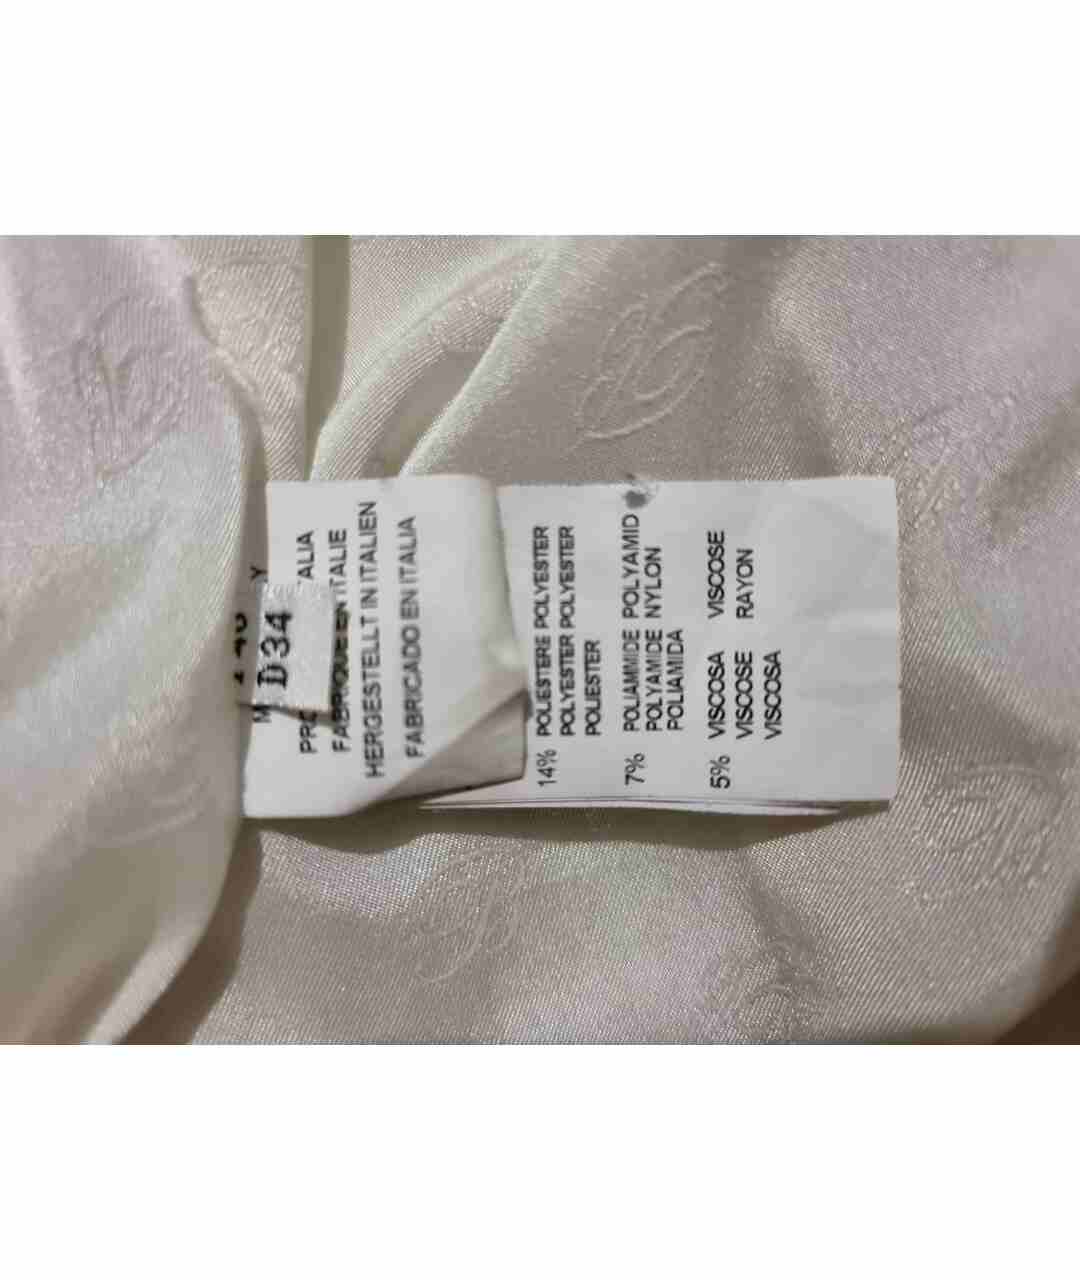 D34
ALIA
FABRIQUE EN ITALIE
HERGESTELLT IN ITALIEN
FABRICADO EN ITALIA
14% POLIESTERE POLYESTER
POLYESTER POLYESTER
POLIESTER
7% POLIAMMIDE POLYAMID
POLYAMIDE NYLON
POLIAMIDA
5% VISCOSA VISCOSE
VISCOSE RAYON
VISCOSA